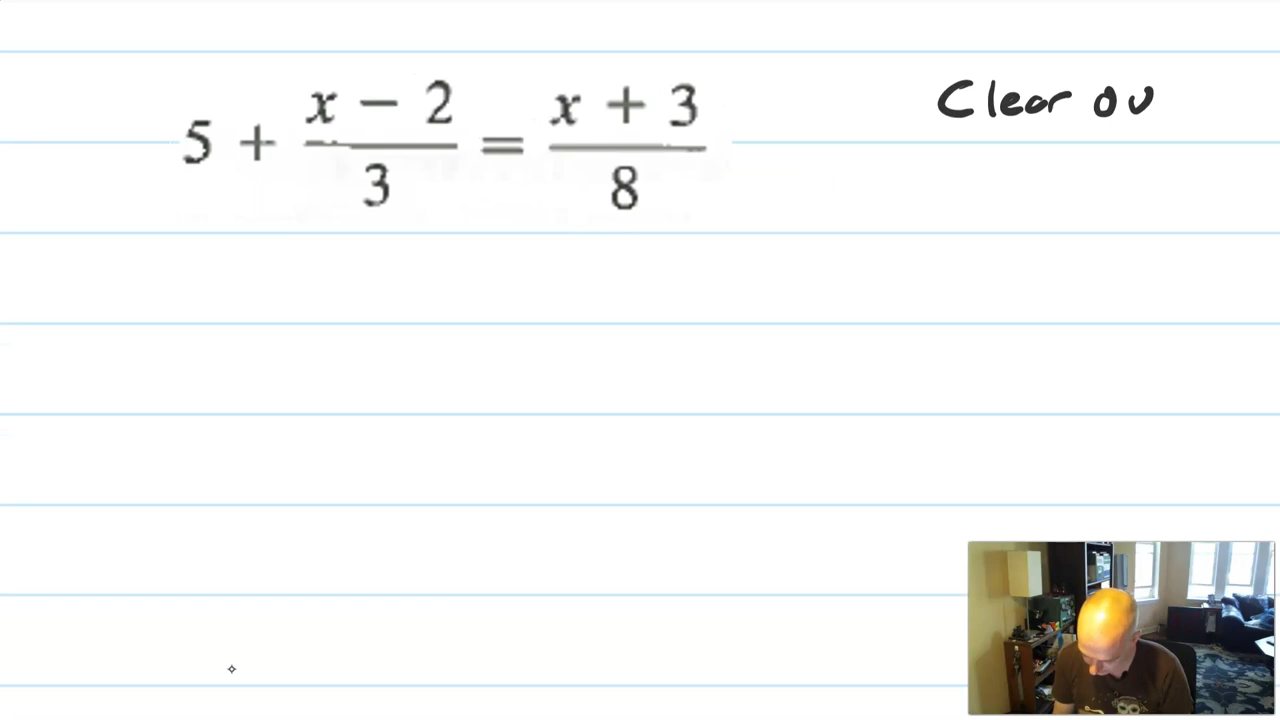 5 + (x − 2)/3 = (x + 3)/8
Clear ou